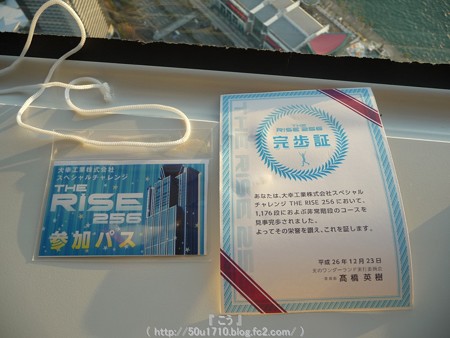 大幸工業株式会社
スペシャルチャレンジ
THE
RISE
256
参加パス
THE
RISE 256
完歩証
あなたは、大幸工業株式会社スペシャル
チャレンジ THE RISE 256において、
1,176段におよぶ非常階段のコースを
見事完歩されました。
よってその栄誉を讃え、これを証します。
平成26年12月23日
髙橋 英樹
『 こう 』
( http://50u1710.blog.fc2.com/ )